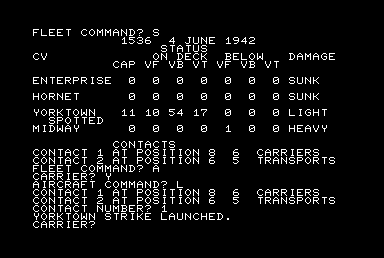 FLEET COMMAND? S
1536 4 JUNE 1942
STATUS
CV ON DECK BELOW DAMAGE
CAP VF VB VT VF VB VT
ENTERPRISE 0 0 0 0 0 0 0 SUNK
HORNET 0 0 0 0 0 0 0 SUNK
YORKTOWN 11 10 54 17 0 0 0 LIGHT
SPOTTED
MIDWAY 0 0 0 0 1 0 0 HEAVY
CONTACTS
CONTACT 1 AT POSITION 8 6 CARRIERS
CONTACT 2 AT POSITION 6 5 TRANSPORTS
FLEET COMMAND? A
CARRIER? Y
AIRCRAFT COMMAND? L
CONTACT 1 AT POSITION 8 6 CARRIERS
CONTACT 2 AT POSITION 6 5 TRANSPORTS
CONTACT NUMBER? 1
YORKTOWN STRIKE LAUNCHED.
CARRIER?